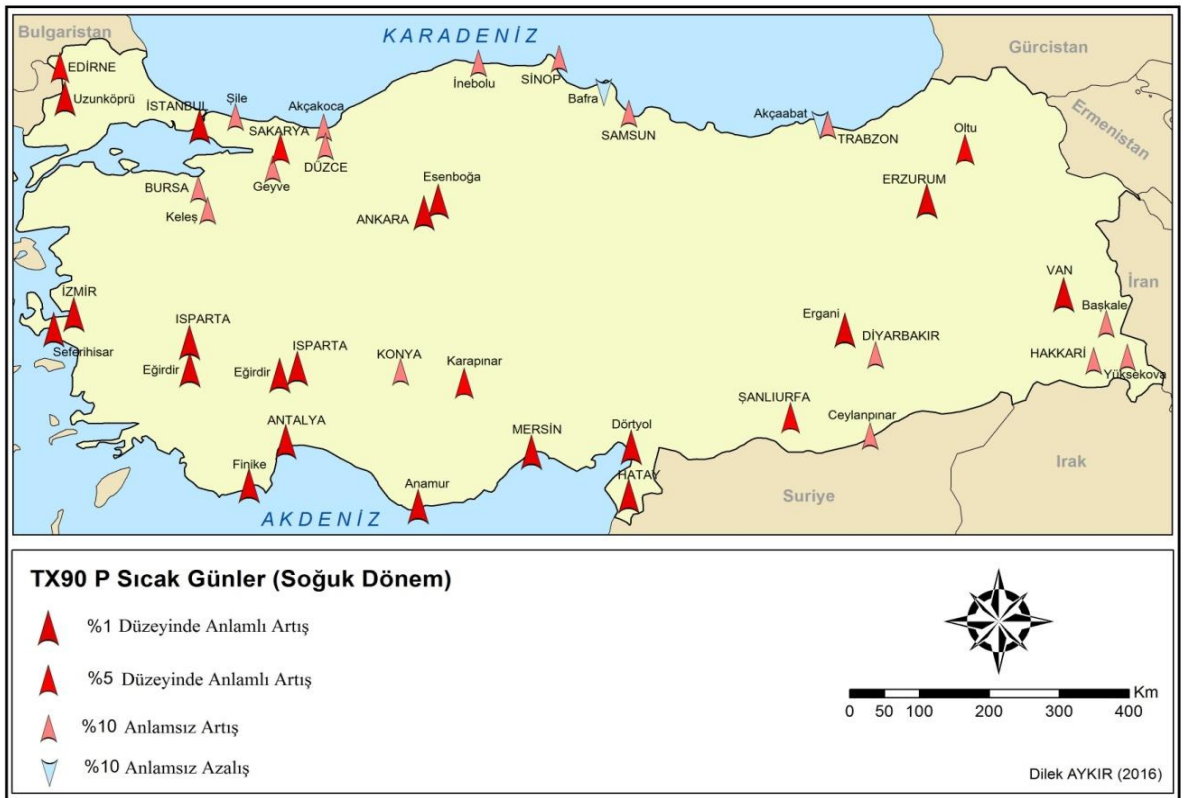 Bulgaristan
KARADENİZ
Gürcistan
EDİRNE
İnebolu
SİNOP
Uzunköprü
İSTANBUL
Şile
Akçakoca
Bafra
Akçaabat
Ermenistan
SAKARYA
SAMSUN
TRABZON
Oltu
DÜZCE
Geyve
BURSA
Esenboğa
ERZURUM
Keleş
ANKARA
VAN
İran
İZMİR
Başkale
ISPARTA
Ergani
DİYARBAKIR
Seferihisar
ISPARTA
KONYA
Karapınar
HAKKARİ
Eğirdir
Eğirdir
Yüksekova
ŞANLIURFA
Ceylanpınar
ANTALYA
MERSİN
Dörtyol
Finike
Irak
HATAY
Anamur
Suriye
AKDENİZ
TX90 P Sıcak Günler (Soğuk Dönem)
%1 Düzeyinde Anlamlı Artış
%5 Düzeyinde Anlamlı Artış
%10 Anlamsız Artış
%10 Anlamsız Azalış
Km
0 50 100 200 300 400
Dilek AYKIR (2016)